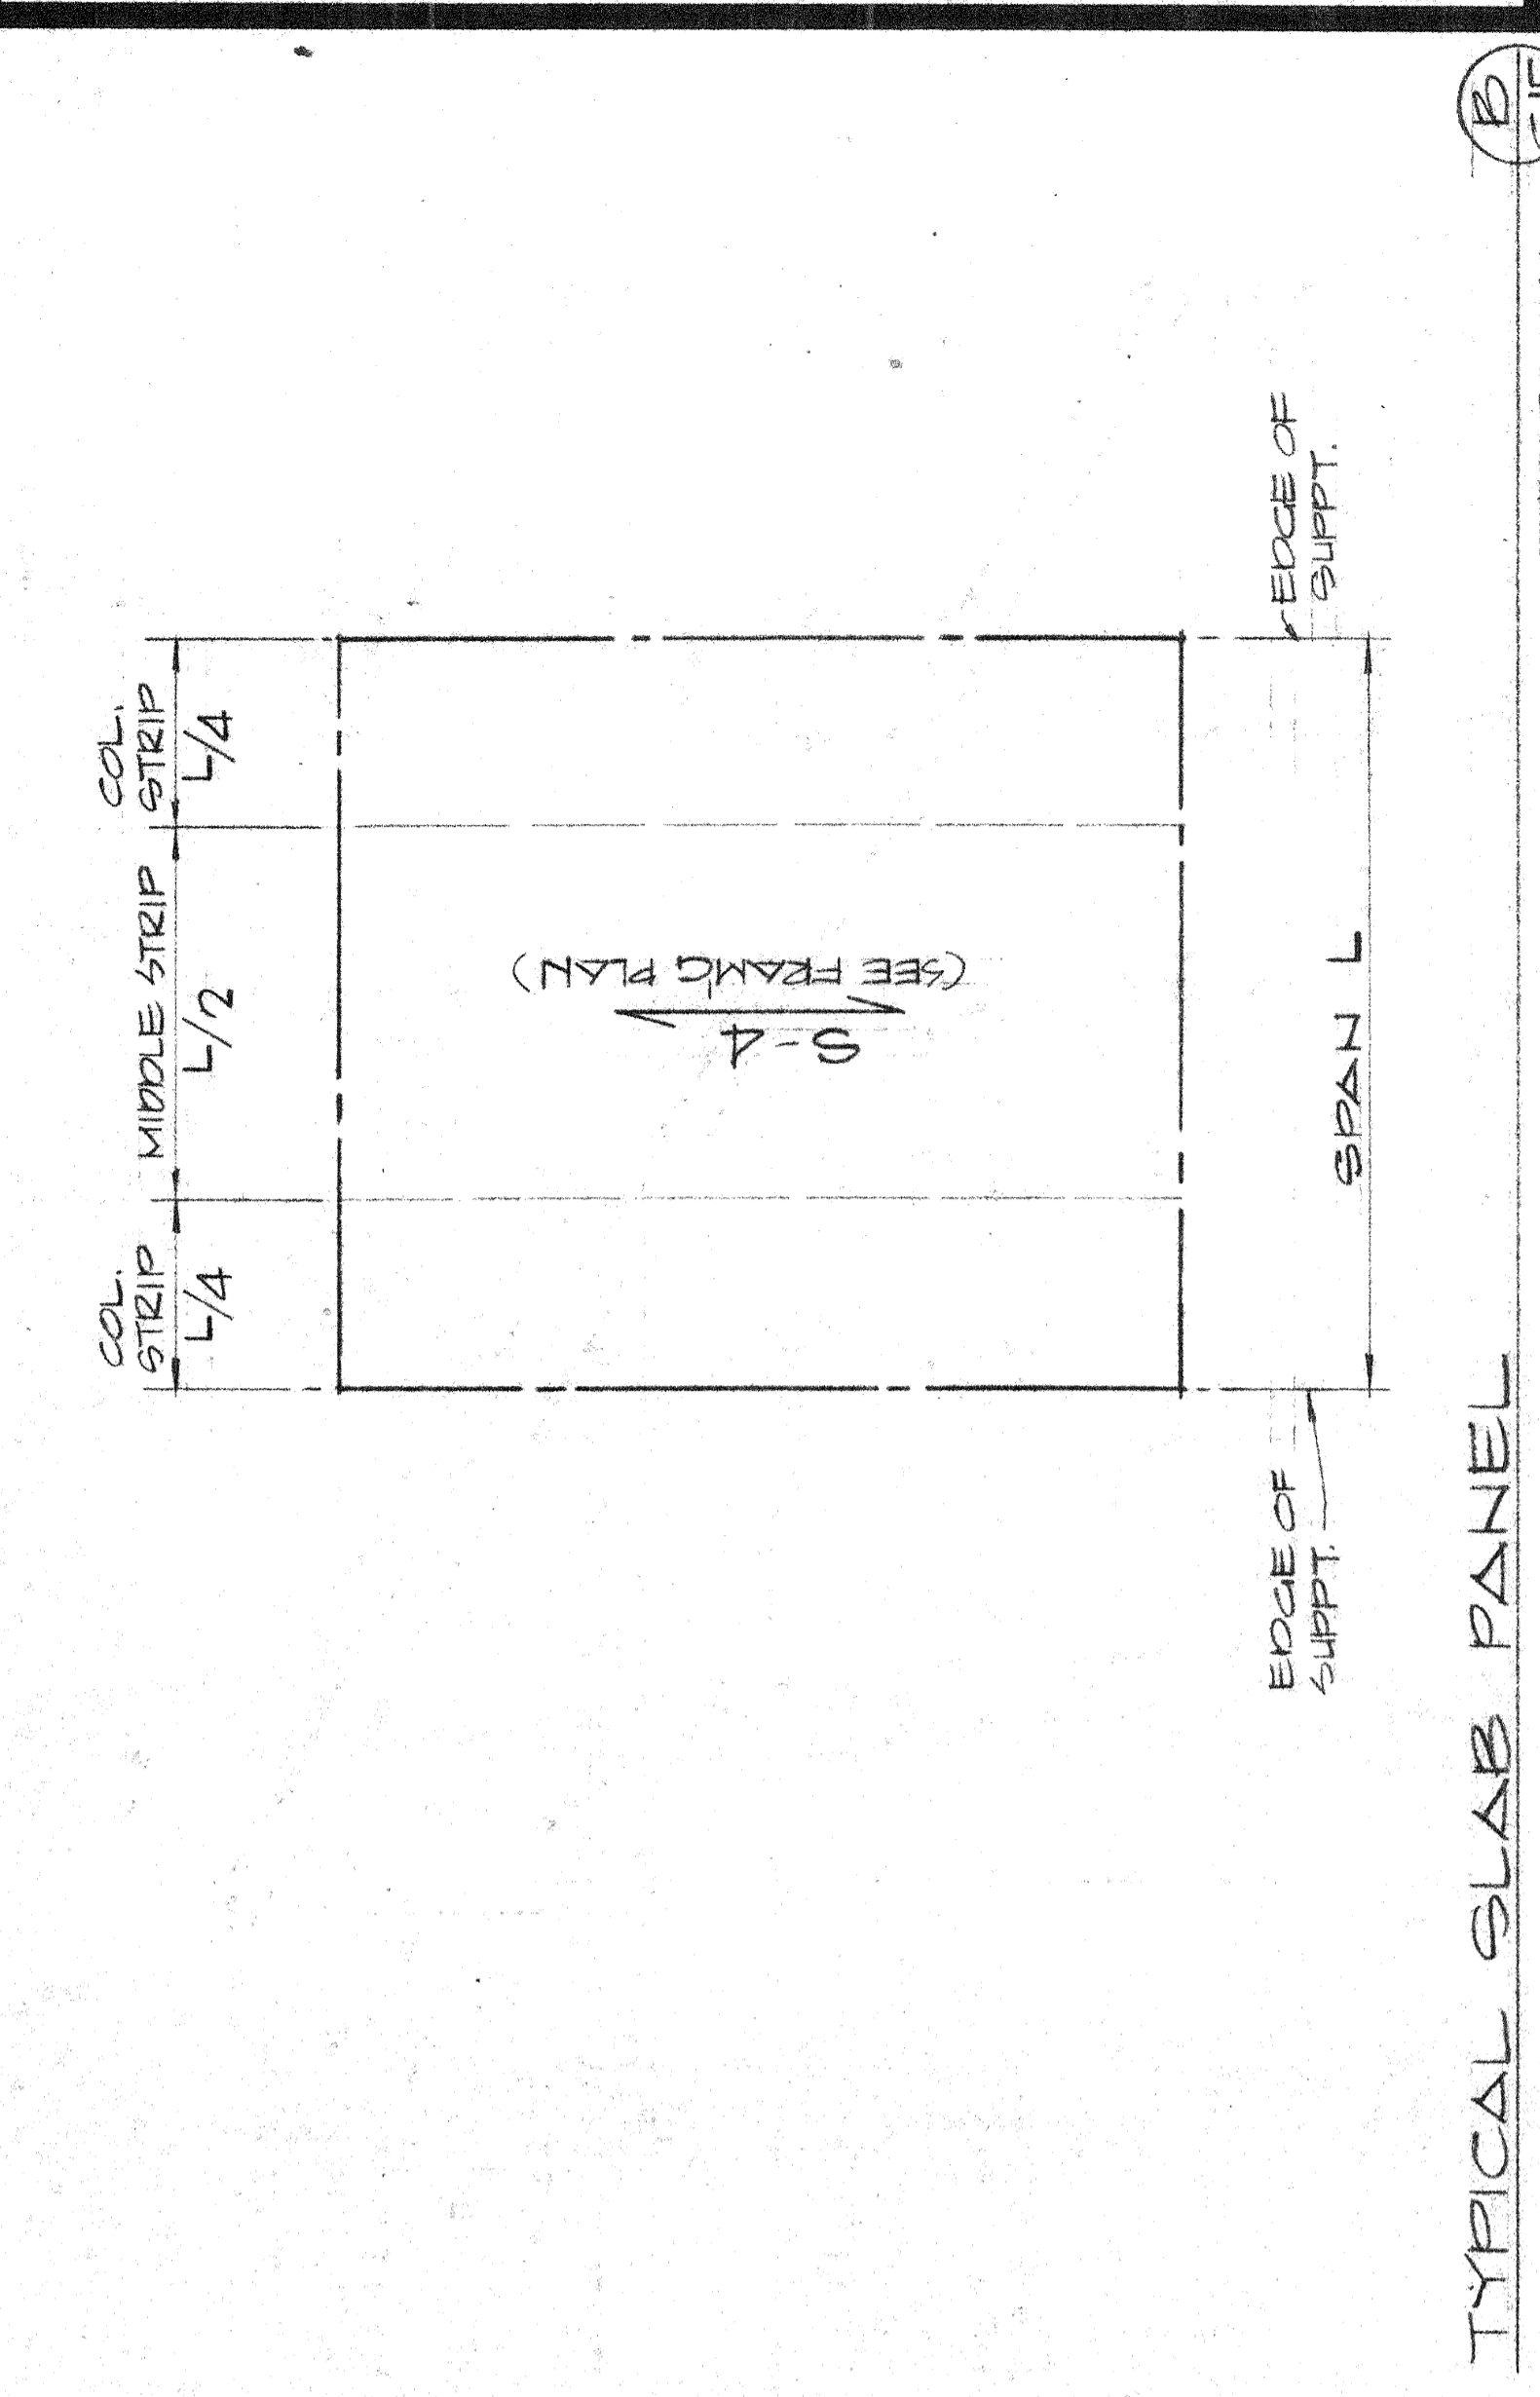 COL.
STRIP
L/4
MIDDLE STRIP
L/2
COL.
STRIP
L/4
S-4
(SEE FRAM'G PLAN)
EDGE OF
SUPPT.
SPAN L
EDGE OF
SUPPT.
TYPICAL SLAB PANEL
B